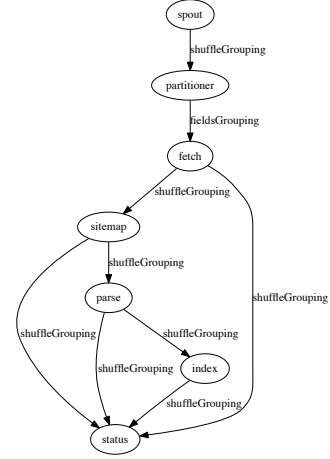 spout
shuffleGrouping
partitioner
fieldsGrouping
fetch
shuffleGrouping
sitemap
shuffleGrouping
parse
shuffleGrouping
shuffleGrouping
shuffleGrouping
shuffleGrouping
index
shuffleGrouping
status